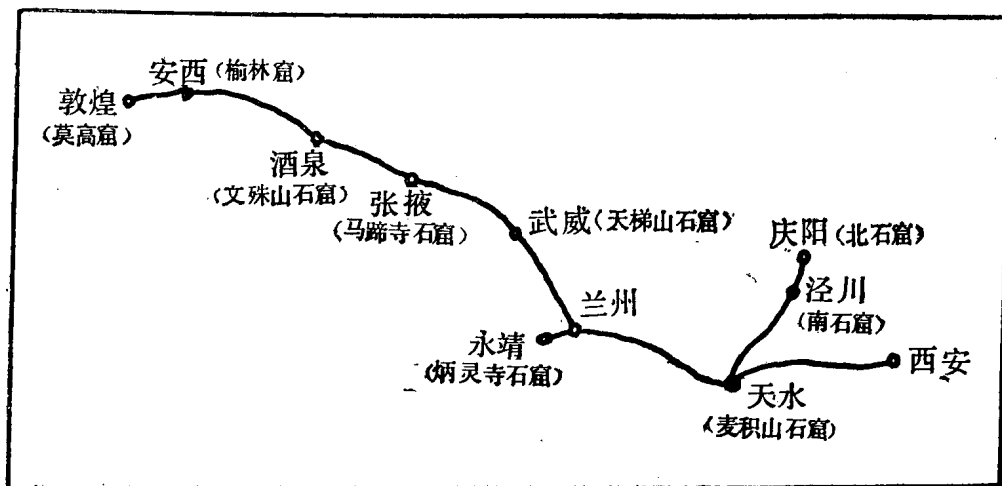 安西（榆林窟）
敦煌
（莫高窟）
酒泉
（文殊山石窟）
张掖
（马蹄寺石窟）
武威（天梯山石窟）
庆阳（北石窟）
泾川
（南石窟）
兰州
永靖
（炳灵寺石窟）
西安
天水
（麦积山石窟）